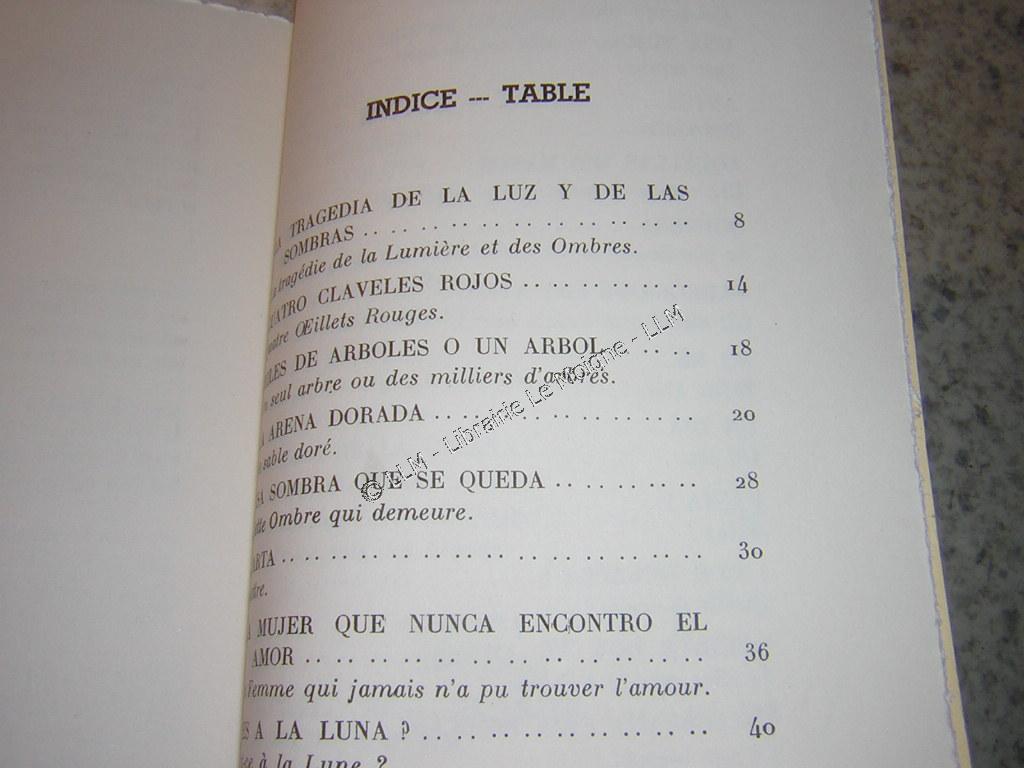 INDICE --- TABLE
TRAGEDIA DE LA LUZ Y DE LAS
SOMBRAS .................... 8
tragédie de la Lumière et des Ombres.
CLAVELES ROJOS .......... 14
Œillets Rouges.
DE ARBOLES O UN ARBOL ...... 18
seul arbre ou des milliers d'arbres.
ARENA DORADA ................ 20
sable doré.
SOMBRA QUE SE QUEDA ......... 28
Ombre qui demeure.
.......................... 30
MUJER QUE NUNCA ENCONTRO EL
AMOR ........................ 36
Femme qui jamais n'a pu trouver l'amour.
A LA LUNA ? .................. 40
à la Lune ?
© LLM - Librairie Le Moigne - LLM